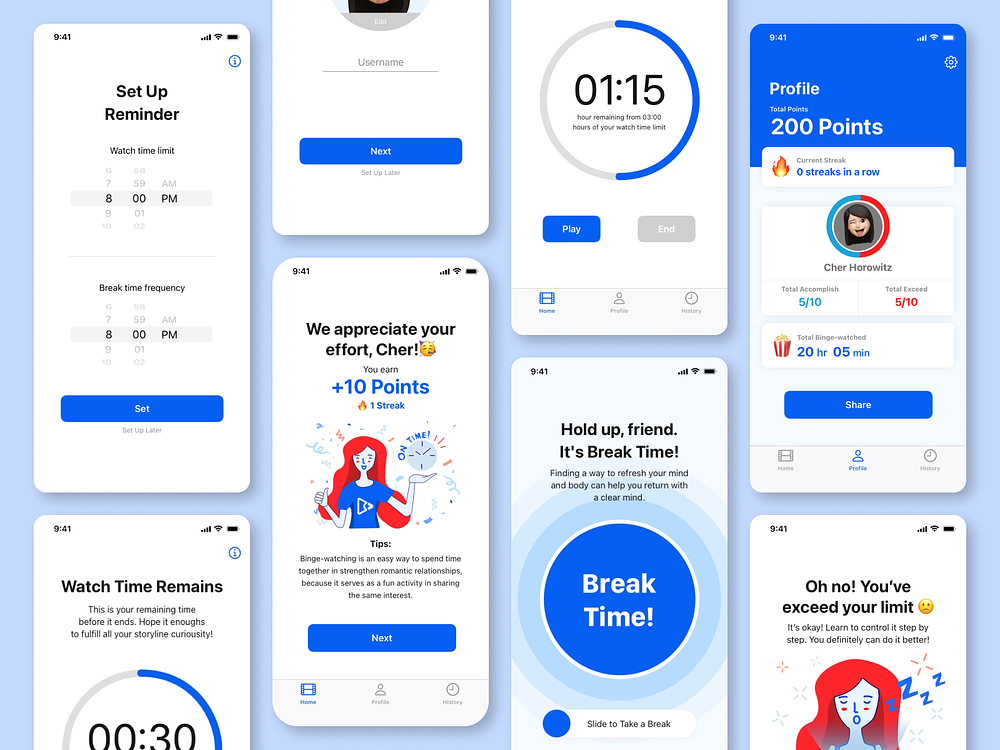 9:41
Set Up
Reminder
Watch time limit
6 58
7 59 AM
8 00 PM
9 01
10 02
Break time frequency
6 58
7 59 AM
8 00 PM
9 01
10 02
Set
Set Up Later
9:41
Watch Time Remains
This is your remaining time
before it ends. Hope it enoughs
to fulfill all your storyline curiousity!
00:30
Edit
Username
Next
Set Up Later
9:41
We appreciate your
effort, Cher!🥳
You earn
+10 Points
🔥 1 Streak
ON TIME!
Tips:
Binge-watching is an easy way to spend time
together in strengthen romantic relationships,
because it serves as a fun activity in sharing
the same interest.
Next
Home Profile History
01:15
hour remaining from 03:00
hours of your watch time limit
Play End
Home Profile History
9:41
Hold up, friend.
It's Break Time!
Finding a way to refresh your mind
and body can help you return with
a clear mind.
Break
Time!
Slide to Take a Break
9:41
Profile
Total Points
200 Points
Current Streak
0 streaks in a row
Cher Horowitz
Total Accomplish Total Exceed
5/10 5/10
Total Binge-watched
20 hr 05 min
Share
Home Profile History
9:41
Oh no! You've
exceed your limit 🙁
It's okay! Learn to control it step by
step. You definitely can do it better!
Z Z Z Z